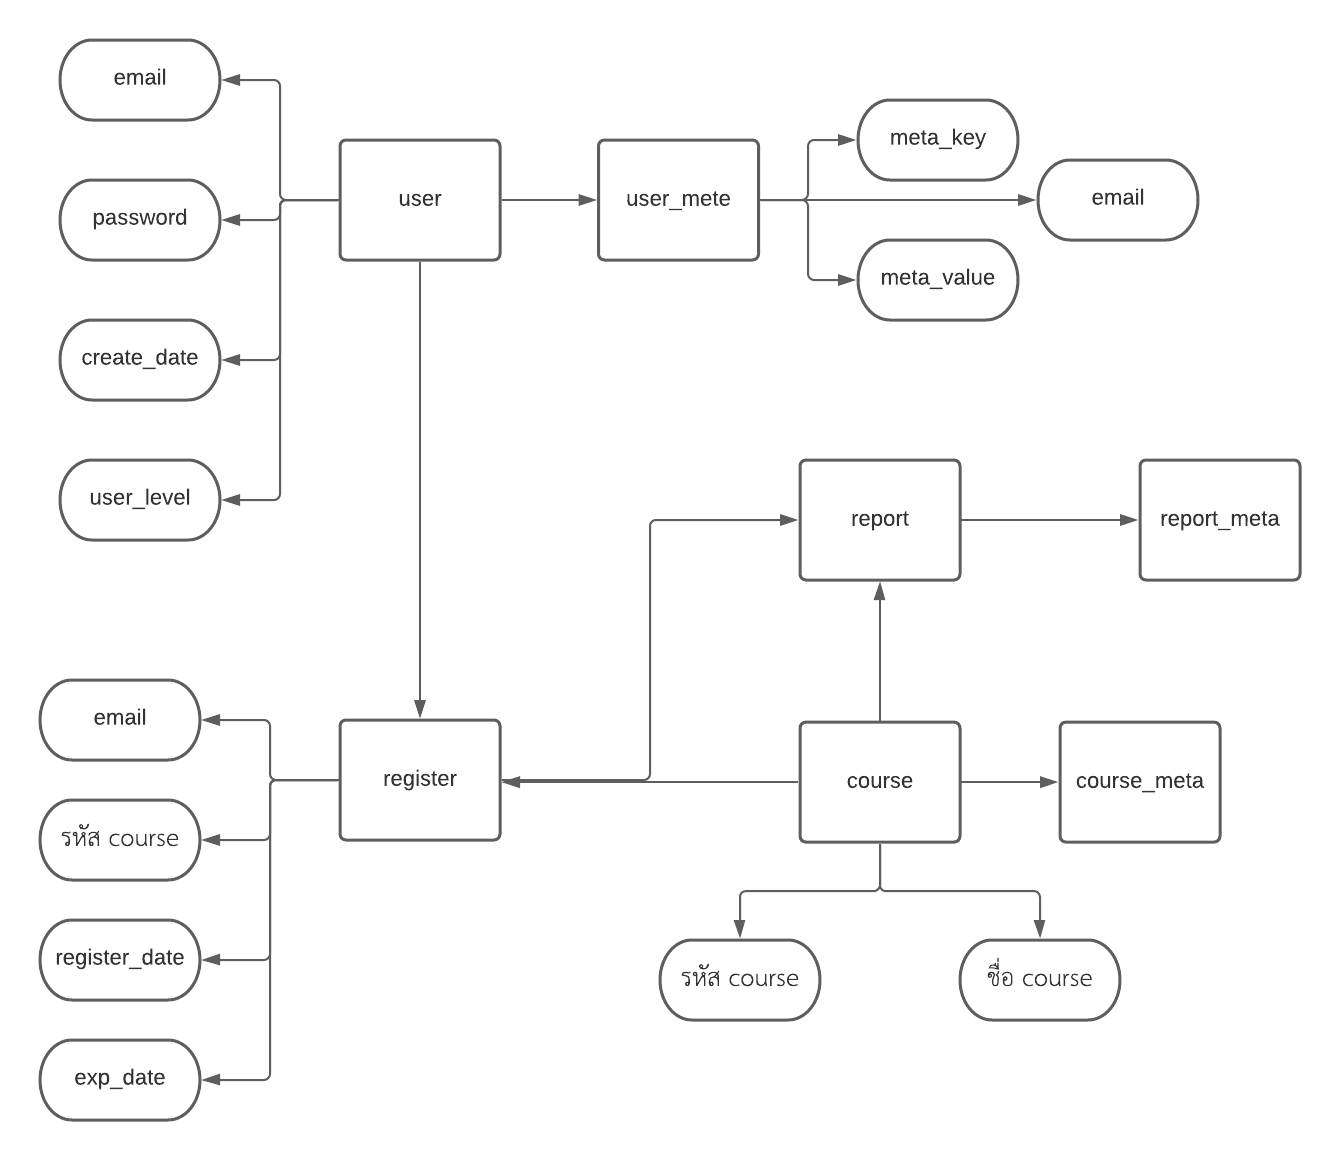 email
password
create_date
user_level
user
user_mete
meta_key
email
meta_value
report
report_meta
email
รหัส course
register_date
exp_date
register
course
course_meta
รหัส course
ชื่อ course